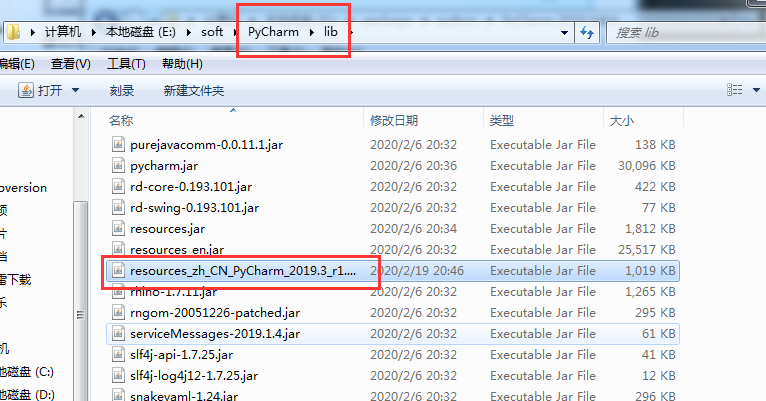 计算机 本地磁盘 (E:) soft PyCharm lib 搜索 lib
编辑(E) 查看(V) 工具(T) 帮助(H)
打开 刻录 新建文件夹
名称 修改日期 类型 大小
purejavacomm-0.0.11.1.jar 2020/2/6 20:32 Executable Jar File 138 KB
pycharm.jar 2020/2/6 20:36 Executable Jar File 30,096 KB
oversion rd-core-0.193.101.jar 2020/2/6 20:32 Executable Jar File 422 KB
rd-swing-0.193.101.jar 2020/2/6 20:32 Executable Jar File 77 KB
resources.jar 2020/2/6 20:34 Executable Jar File 1,812 KB
resources_en.jar 2020/2/6 20:32 Executable Jar File 25,517 KB
雷下载 resources_zh_CN_PyCharm_2019.3_r1.... 2020/2/19 20:46 Executable Jar File 1,019 KB
rhino-1.7.11.jar 2020/2/6 20:32 Executable Jar File 1,265 KB
rngom-20051226-patched.jar 2020/2/6 20:32 Executable Jar File 295 KB
serviceMessages-2019.1.4.jar 2020/2/6 20:32 Executable Jar File 61 KB
机 slf4j-api-1.7.25.jar 2020/2/6 20:32 Executable Jar File 41 KB
地磁盘 (C:) slf4j-log4j12-1.7.25.jar 2020/2/6 20:32 Executable Jar File 12 KB
地磁盘 (D:) snakeyaml-1.24.jar 2020/2/6 20:32 Executable Jar File 296 KB